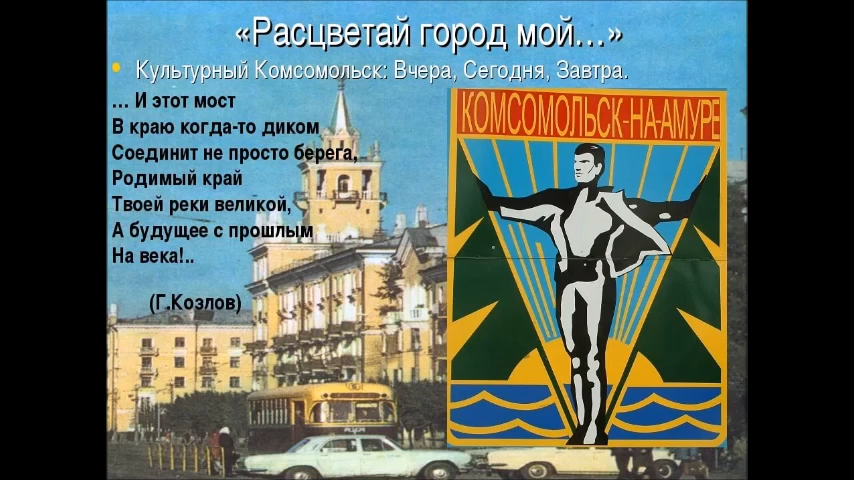 «Расцветай город мой…»
Культурный Комсомольск: Вчера, Сегодня, Завтра.
… И этот мост
В краю когда-то диком
Соединит не просто берега,
Родимый край
Твоей реки великой,
А будущее с прошлым
На века!..
(Г.Козлов)
КОМСОМОЛЬСК-НА-АМУРЕ